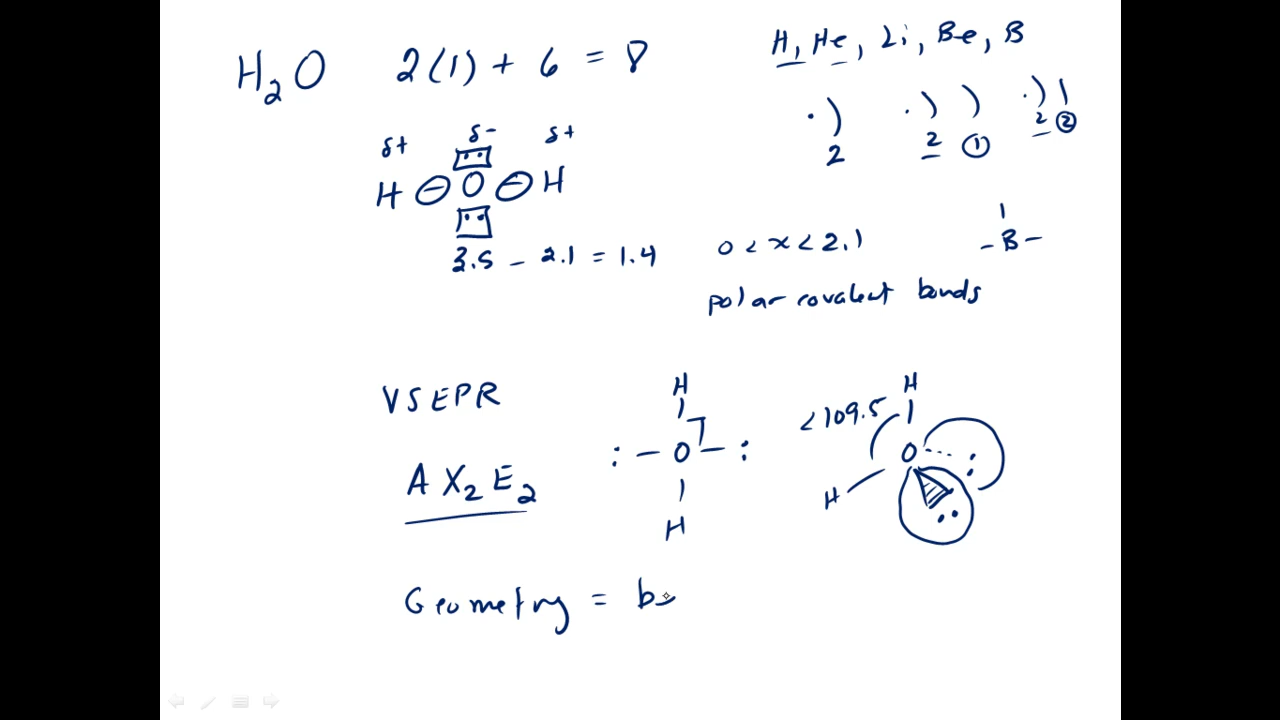 H₂O 2(1) + 6 = 8
H, He, Li, Be, B
2 2 1 2 2
δ+ δ- δ+
H O H
3.5 - 2.1 = 1.4
0 < x < 2.1
- B -
polar covalent bonds
VSEPR
AX₂E₂
H
: - O - :
H
<109.5
H
O
H
Geometry = be